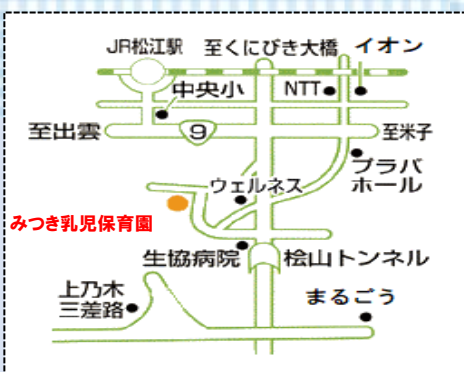 JR松江駅
至くにびき大橋
イオン
中央小
NTT
至出雲
9
至米子
プラバ
ホール
ウェルネス
みつき乳児保育園
生協病院
桧山トンネル
上乃木
三差路
まるごう